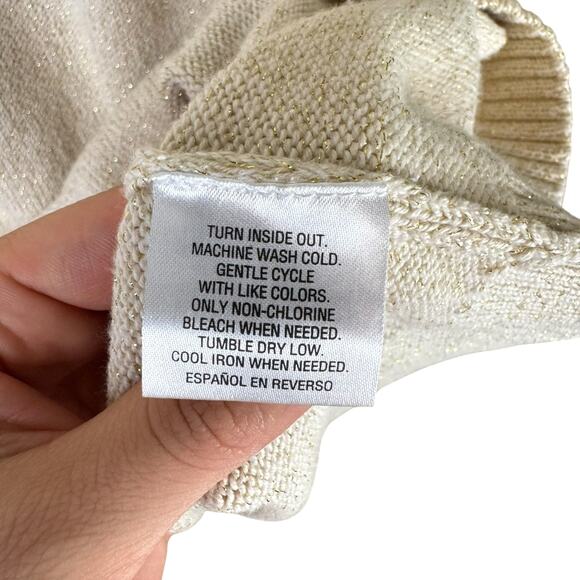 TURN INSIDE OUT.
MACHINE WASH COLD.
GENTLE CYCLE
WITH LIKE COLORS.
ONLY NON-CHLORINE
BLEACH WHEN NEEDED.
TUMBLE DRY LOW.
COOL IRON WHEN NEEDED.
ESPAÑOL EN REVERSO